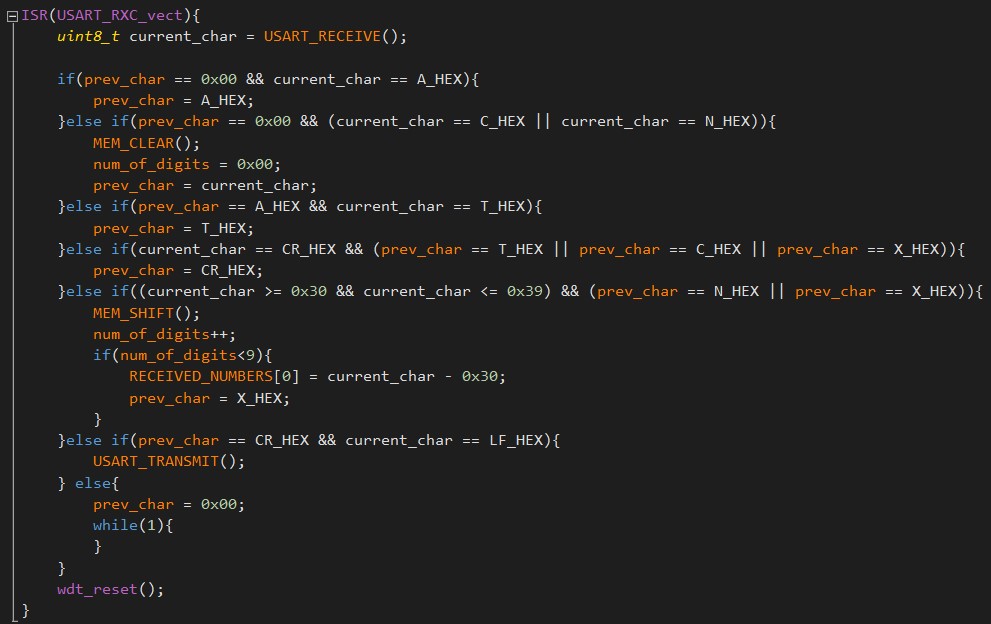 ISR(USART_RXC_vect){
    uint8_t current_char = USART_RECEIVE();

    if(prev_char == 0x00 && current_char == A_HEX){
        prev_char = A_HEX;
    }else if(prev_char == 0x00 && (current_char == C_HEX || current_char == N_HEX)){
        MEM_CLEAR();
        num_of_digits = 0x00;
        prev_char = current_char;
    }else if(prev_char == A_HEX && current_char == T_HEX){
        prev_char = T_HEX;
    }else if(current_char == CR_HEX && (prev_char == T_HEX || prev_char == C_HEX || prev_char == X_HEX)){
        prev_char = CR_HEX;
    }else if((current_char >= 0x30 && current_char <= 0x39) && (prev_char == N_HEX || prev_char == X_HEX)){
        MEM_SHIFT();
        num_of_digits++;
        if(num_of_digits<9){
            RECEIVED_NUMBERS[0] = current_char - 0x30;
            prev_char = X_HEX;
        }
    }else if(prev_char == CR_HEX && current_char == LF_HEX){
        USART_TRANSMIT();
    } else{
        prev_char = 0x00;
        while(1){
        }
    }
    wdt_reset();
}